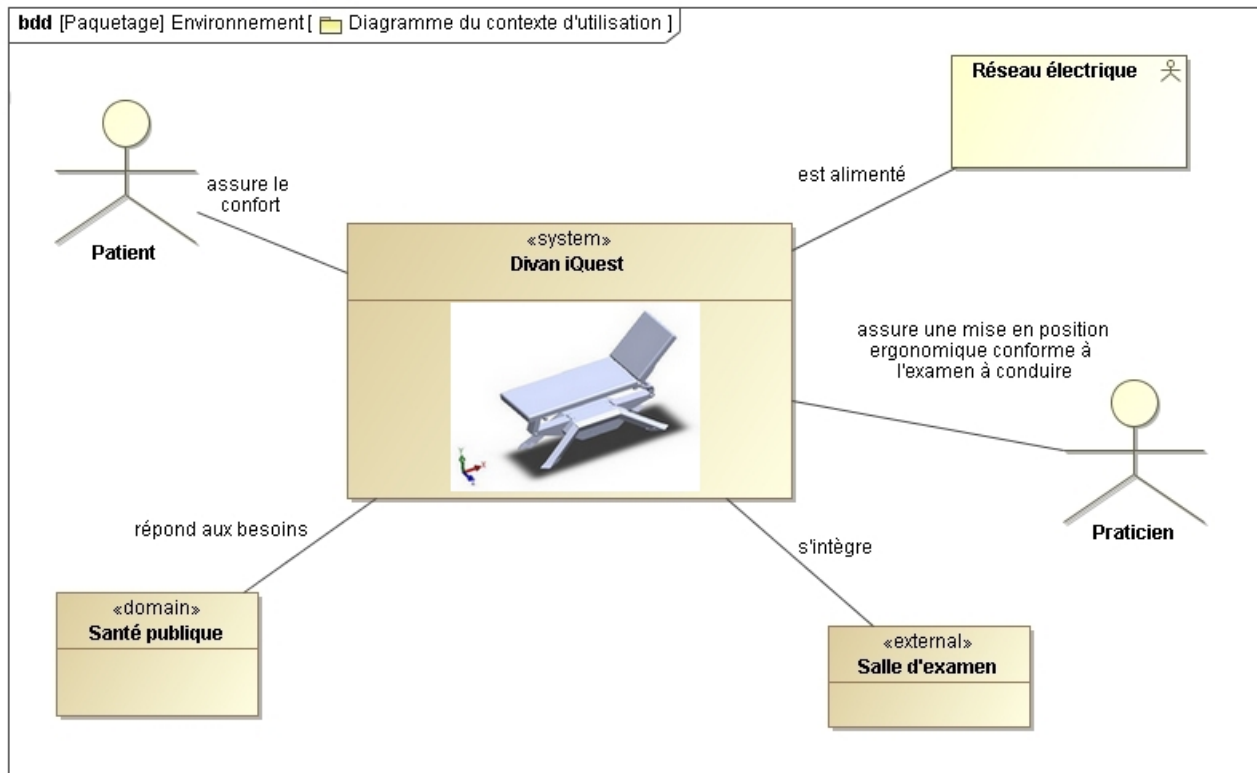 bdd [Paquetage] Environnement [ Diagramme du contexte d'utilisation ]
Réseau électrique
est alimenté
assure le
confort
Patient
«system»
Divan iQuest
assure une mise en position
ergonomique conforme à
l'examen à conduire
Praticien
répond aux besoins
s'intègre
«domain»
Santé publique
«external»
Salle d'examen